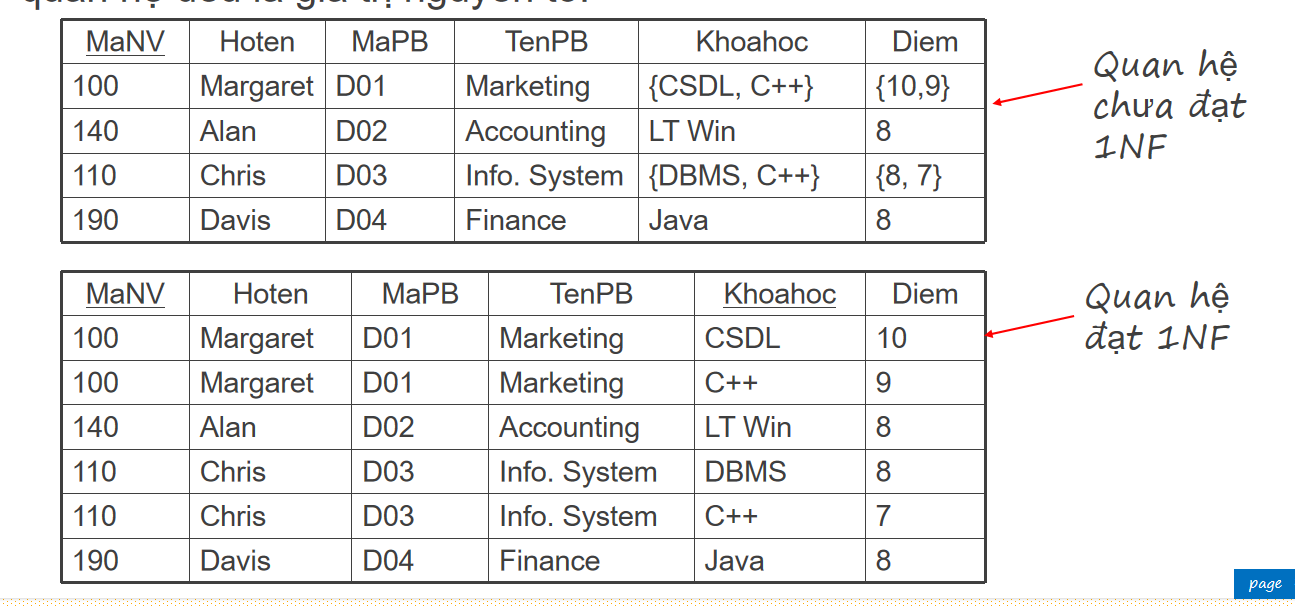 MaNV Hoten MaPB TenPB Khoahoc Diem
100 Margaret D01 Marketing {CSDL, C++} {10,9}
140 Alan D02 Accounting LT Win 8
110 Chris D03 Info. System {DBMS, C++} {8, 7}
190 Davis D04 Finance Java 8
Quan hệ
chưa đạt
1NF
MaNV Hoten MaPB TenPB Khoahoc Diem
100 Margaret D01 Marketing CSDL 10
100 Margaret D01 Marketing C++ 9
140 Alan D02 Accounting LT Win 8
110 Chris D03 Info. System DBMS 8
110 Chris D03 Info. System C++ 7
190 Davis D04 Finance Java 8
Quan hệ
đạt 1NF
page